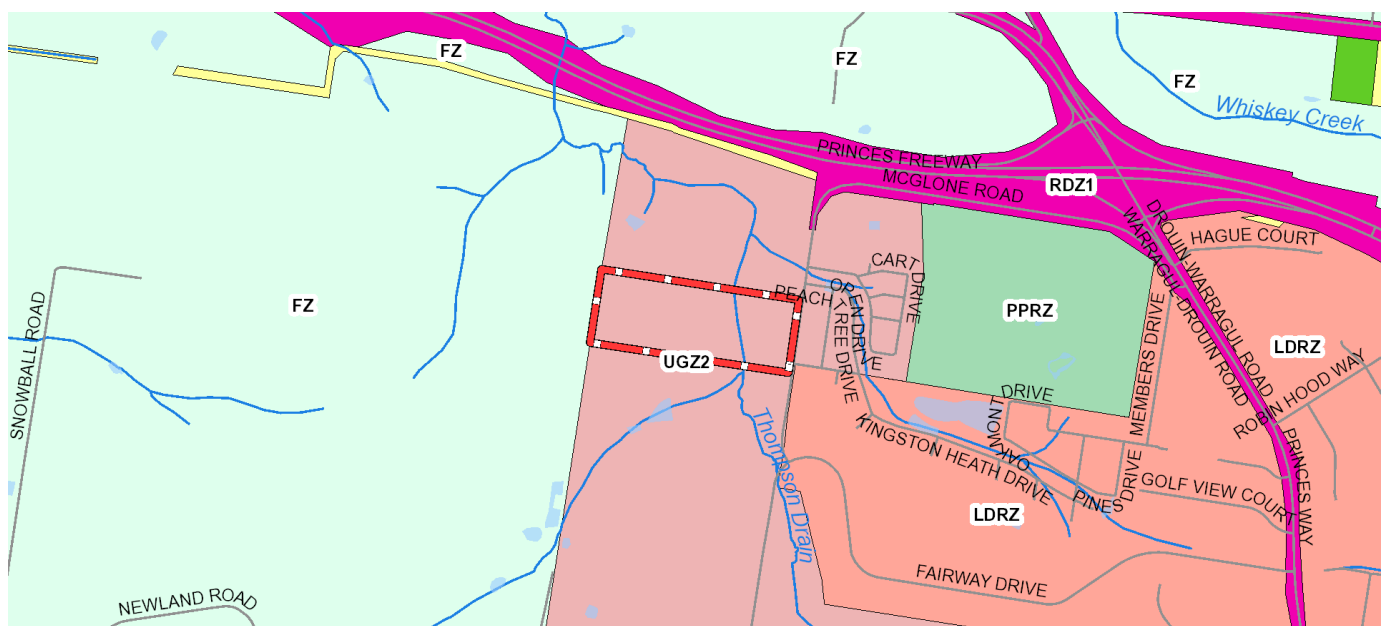 FZ
FZ
FZ
Whiskey Creek
PRINCES FREEWAY
MCGLONE ROAD
RDZ1
DROUIN-WARRAGUL ROAD
WARRAGUL-DROUIN ROAD
HAGUE COURT
CART
DRIVE
OPEN DRIVE
PEACH TREE DRIVE
PPRZ
MEMBERS DRIVE
LDRZ
ROBIN HOOD WAY
FZ
SNOWBALL ROAD
UGZ2
DRIVE
OAKMONT
KINGSTON HEATH DRIVE
PINES DRIVE
GOLF VIEW COURT
PRINCES WAY
Thompson Drain
LDRZ
FAIRWAY DRIVE
NEWLAND ROAD